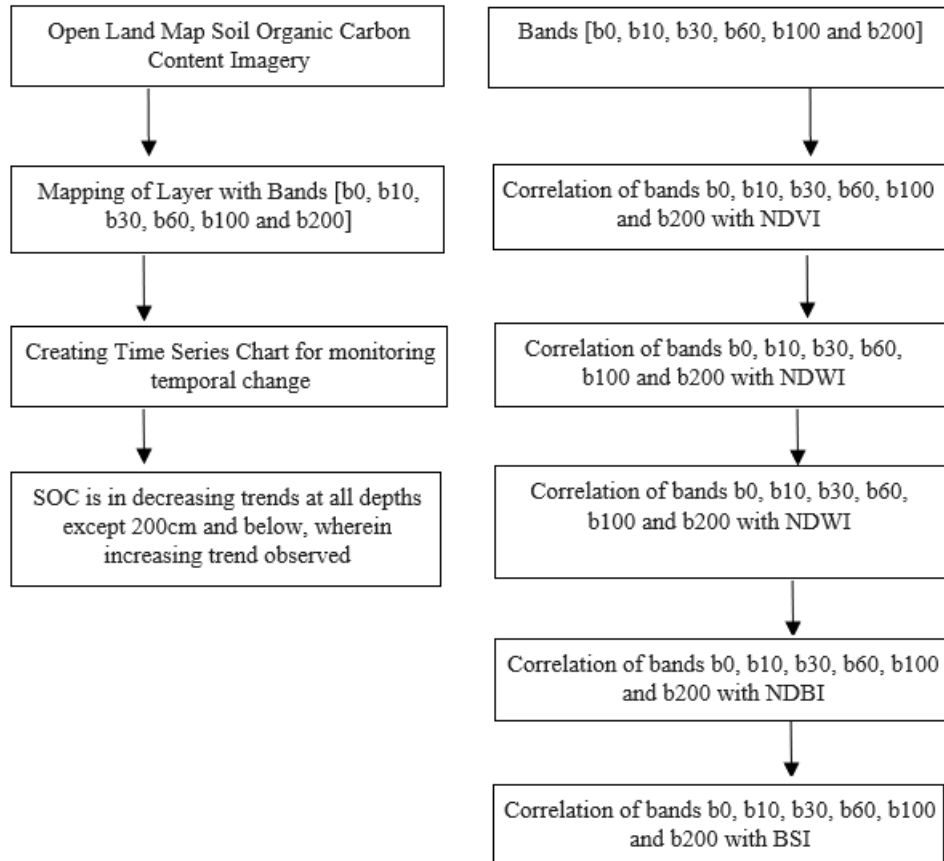 Open Land Map Soil Organic Carbon
Content Imagery
Mapping of Layer with Bands [b0, b10,
b30, b60, b100 and b200]
Creating Time Series Chart for monitoring
temporal change
SOC is in decreasing trends at all depths
except 200cm and below, wherein
increasing trend observed
Bands [b0, b10, b30, b60, b100 and b200]
Correlation of bands b0, b10, b30, b60, b100
and b200 with NDVI
Correlation of bands b0, b10, b30, b60,
b100 and b200 with NDWI
Correlation of bands b0, b10, b30, b60,
b100 and b200 with NDWI
Correlation of bands b0, b10, b30, b60, b100
and b200 with NDBI
Correlation of bands b0, b10, b30, b60, b100
and b200 with BSI